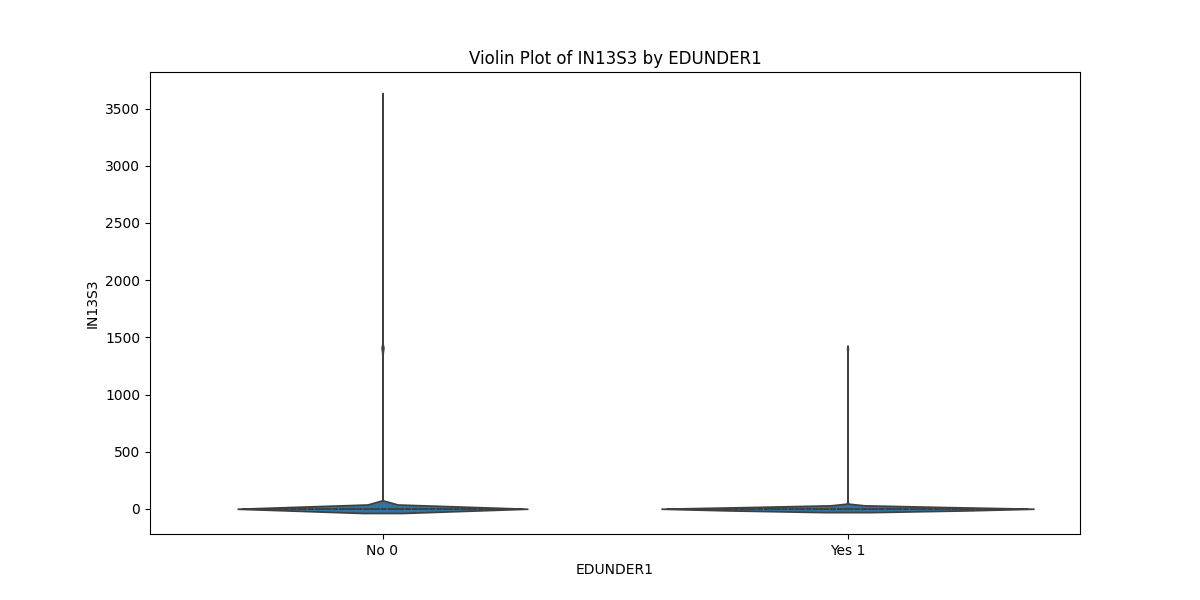 Violin Plot of IN13S3 by EDUNDER1
3500
3000
2500
2000
1500
1000
500
0
IN13S3
No 0
Yes 1
EDUNDER1